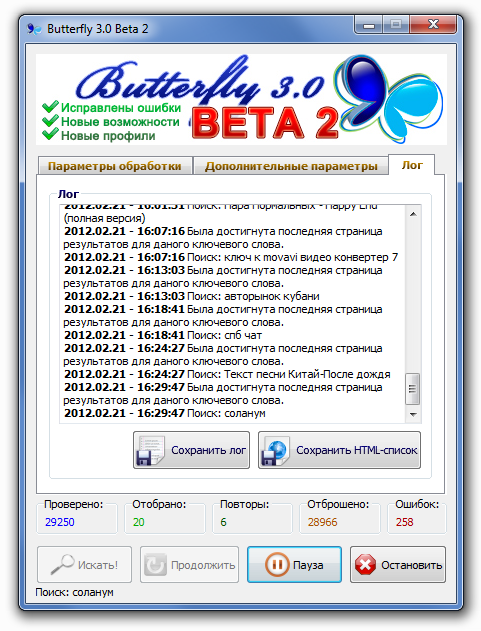 Butterfly 3.0 Beta 2
Butterfly 3.0
Исправлены ошибки
Новые возможности
Новые профили
BETA 2
Параметры обработки
Дополнительные параметры
Лог
Лог
2012.02.21 - 16:01:51 Поиск: Пара Нормальных - Happy End
(полная версия)
2012.02.21 - 16:07:16 Была достигнута последняя страница
результатов для даного ключевого слова.
2012.02.21 - 16:07:16 Поиск: ключ к movavi видео конвертер 7
2012.02.21 - 16:13:03 Была достигнута последняя страница
результатов для даного ключевого слова.
2012.02.21 - 16:13:03 Поиск: авторынок кубани
2012.02.21 - 16:18:41 Была достигнута последняя страница
результатов для даного ключевого слова.
2012.02.21 - 16:18:41 Поиск: спб чат
2012.02.21 - 16:24:27 Была достигнута последняя страница
результатов для даного ключевого слова.
2012.02.21 - 16:24:27 Поиск: Текст песни Китай-После дождя
2012.02.21 - 16:29:47 Была достигнута последняя страница
результатов для даного ключевого слова.
2012.02.21 - 16:29:47 Поиск: соланум
Сохранить лог
Сохранить HTML-список
Проверено:
29250
Отобрано:
20
Повторы:
6
Отброшено:
28966
Ошибок:
258
Искать!
Продолжить
Пауза
Остановить
Поиск: соланум